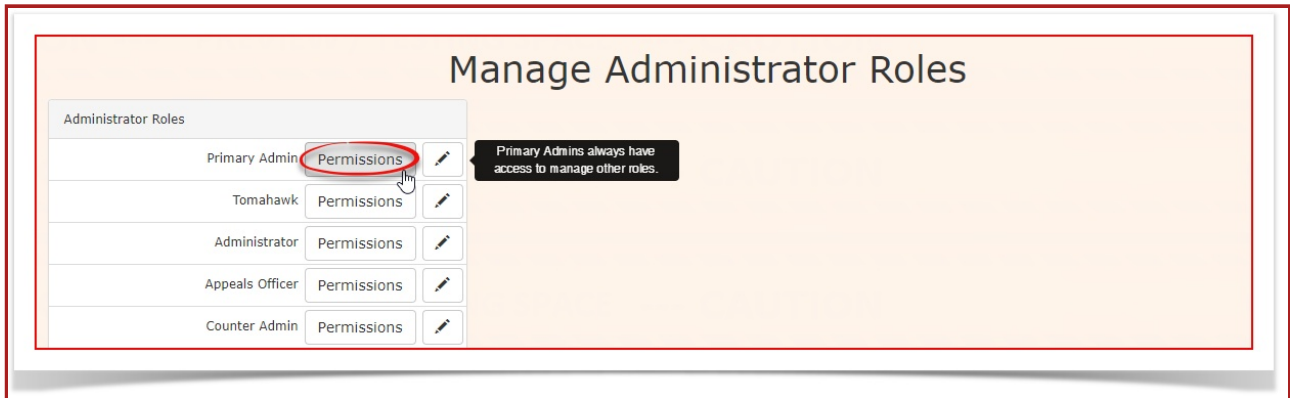 Manage Administrator Roles
Administrator Roles
Primary Admin Permissions
Primary Admins always have
access to manage other roles.
Tomahawk Permissions
Administrator Permissions
Appeals Officer Permissions
Counter Admin Permissions